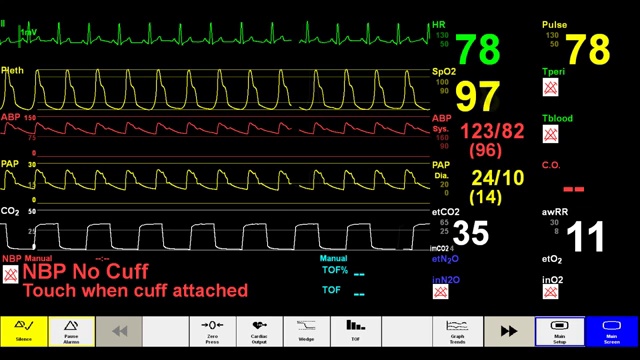 II
1mV
HR
130
50
78
Pulse
130
50
78
Pleth
SpO2
100
90
97
Tperi
ABP 150
75
0
ABP
Sys.
160
90
123/82
(96)
Tblood
PAP 30
15
0
PAP
Dia.
20
0
24/10
(14)
C.O.
--
CO2 50
25
0
etCO2
65
25
35
imCO2 4
awRR
30
8
11
NBP Manual --:--
NBP No Cuff
Touch when cuff attached
Manual
TOF% --
TOF --
etN2O
inN2O
etO2
inO2
Silence
Pause Alarms
Zero Press
Cardiac Output
Wedge
TOF
Graph Trends
Main Setup
Main Screen